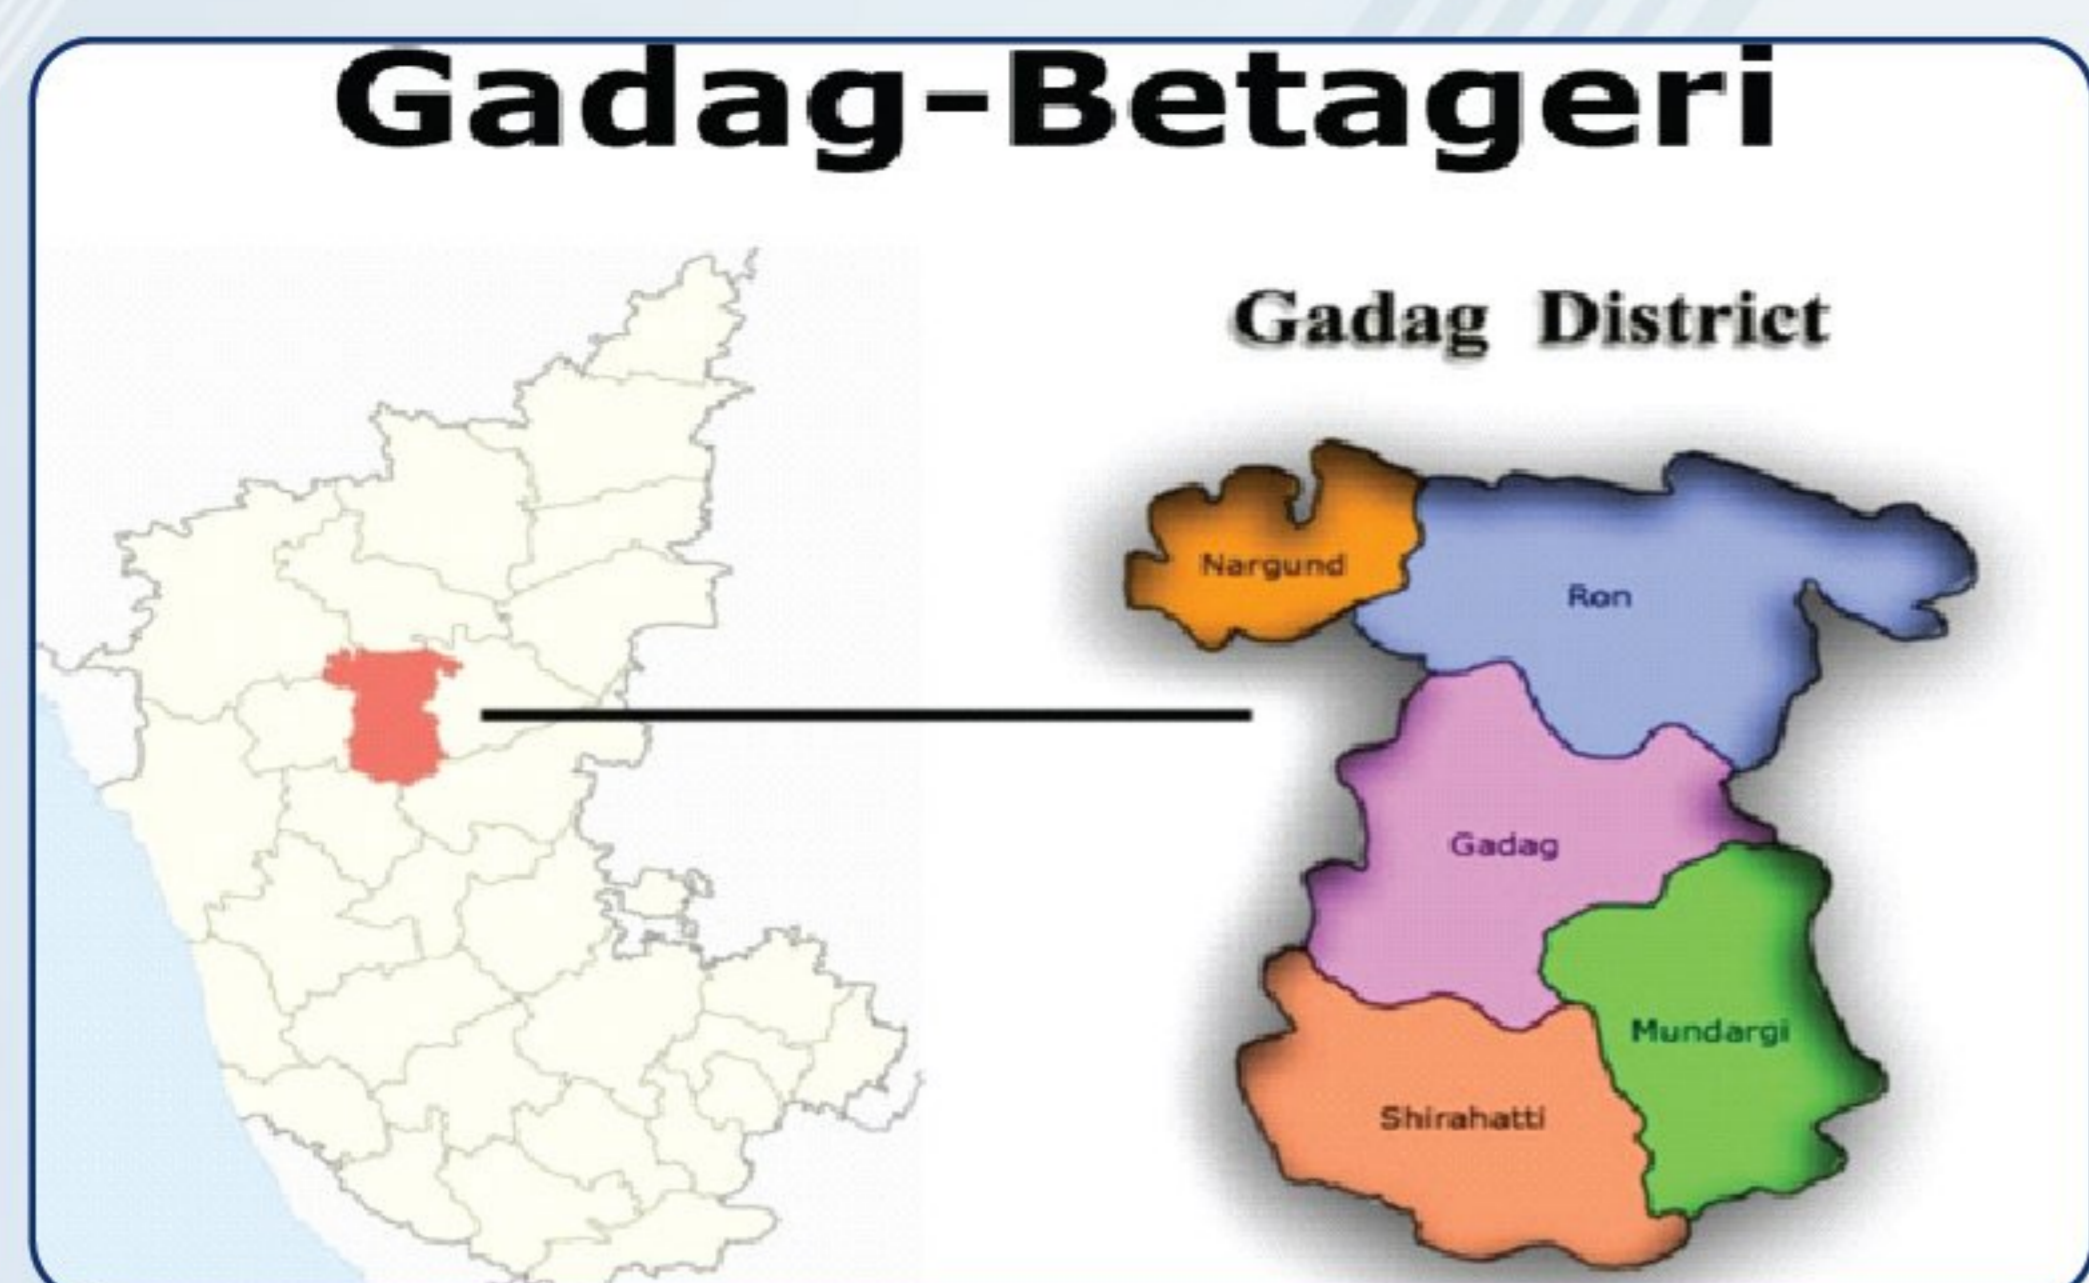 Gadag-Betageri
Gadag District
Nargund
Ron
Gadag
Mundargi
Shirahatti